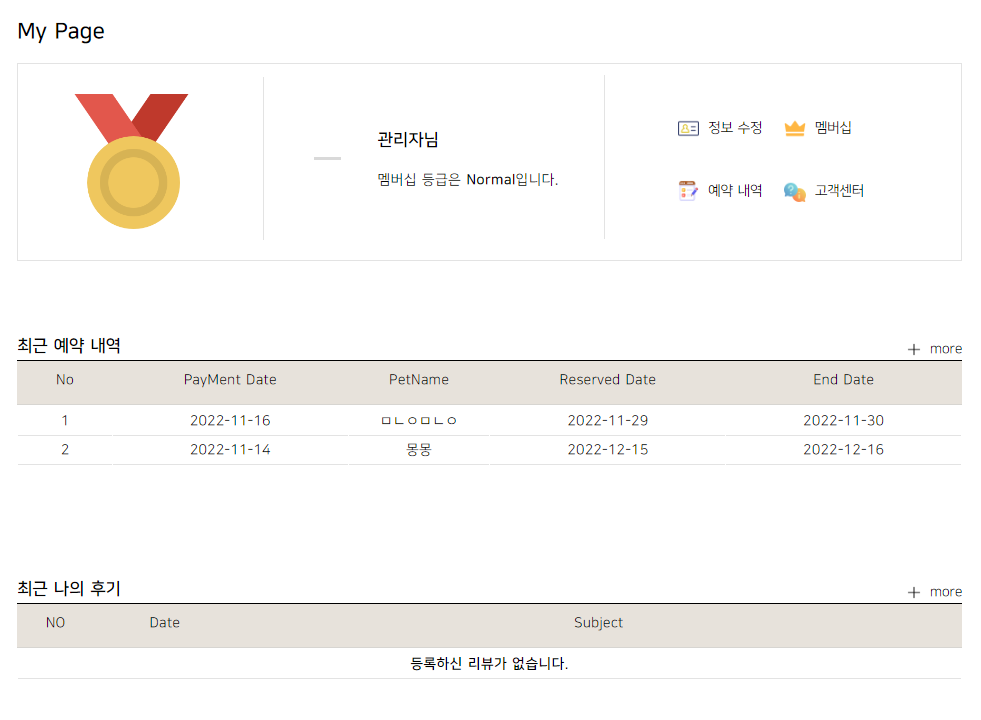 My Page
관리자님
멤버십 등급은 Normal입니다.
정보 수정 멤버십
예약 내역 고객센터
최근 예약 내역 + more
No PayMent Date PetName Reserved Date End Date
1 2022-11-16 ㅁㄴㅇㅁㄴㅇ 2022-11-29 2022-11-30
2 2022-11-14 몽몽 2022-12-15 2022-12-16
최근 나의 후기 + more
NO Date Subject
등록하신 리뷰가 없습니다.